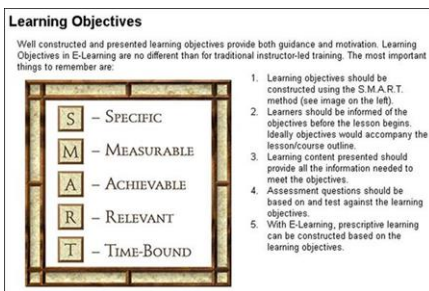 Learning Objectives
Well constructed and presented learning objectives provide both guidance and motivation. Learning
Objectives in E-Learning are no different than for traditional instructor-led training. The most important
things to remember are:
S – SPECIFIC
M – MEASURABLE
A – ACHIEVABLE
R – RELEVANT
T – TIME-BOUND
1. Learning objectives should be
constructed using the S.M.A.R.T.
method (see image on the left).
2. Learners should be informed of the
objectives before the lesson begins.
Ideally objectives would accompany the
lesson/course outline.
3. Learning content presented should
provide all the information needed to
meet the objectives.
4. Assessment questions should be
based on and test against the learning
objectives.
5. With E-Learning, prescriptive learning
can be constructed based on the
learning objectives.